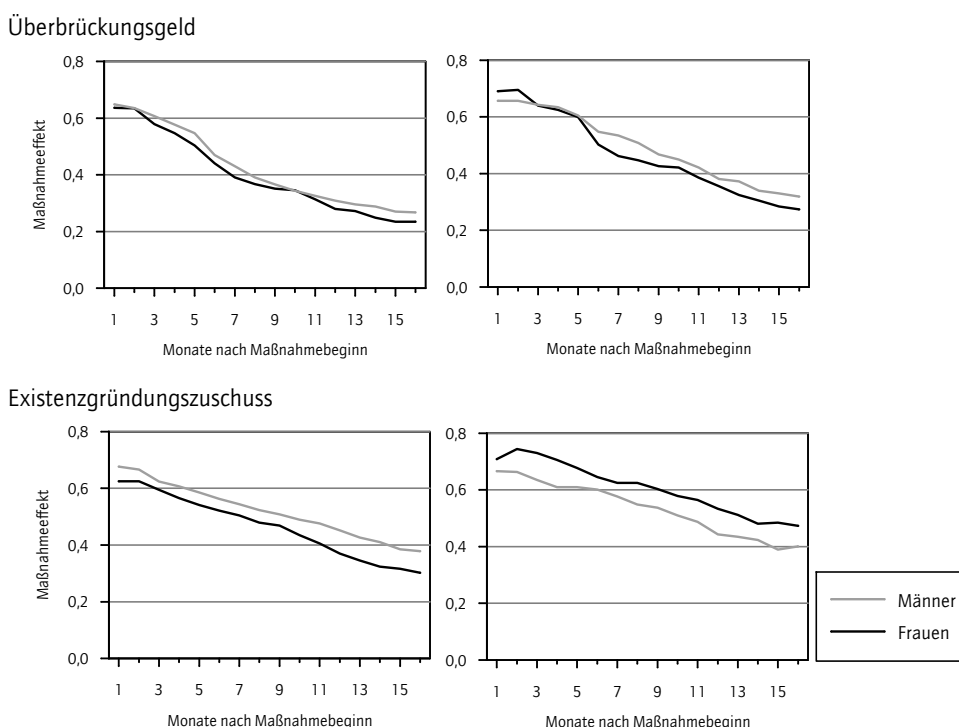 Überbrückungsgeld
0,8
0,6
0,4
0,2
0,0
Maßnahmeeffekt
1 3 5 7 9 11 13 15
Monate nach Maßnahmebeginn
0,8
0,6
0,4
0,2
0,0
1 3 5 7 9 11 13 15
Monate nach Maßnahmebeginn
Existenzgründungszuschuss
0,8
0,6
0,4
0,2
0,0
Maßnahmeeffekt
1 3 5 7 9 11 13 15
Monate nach Maßnahmebeginn
0,8
0,6
0,4
0,2
0,0
1 3 5 7 9 11 13 15
Monate nach Maßnahmebeginn
Männer
Frauen